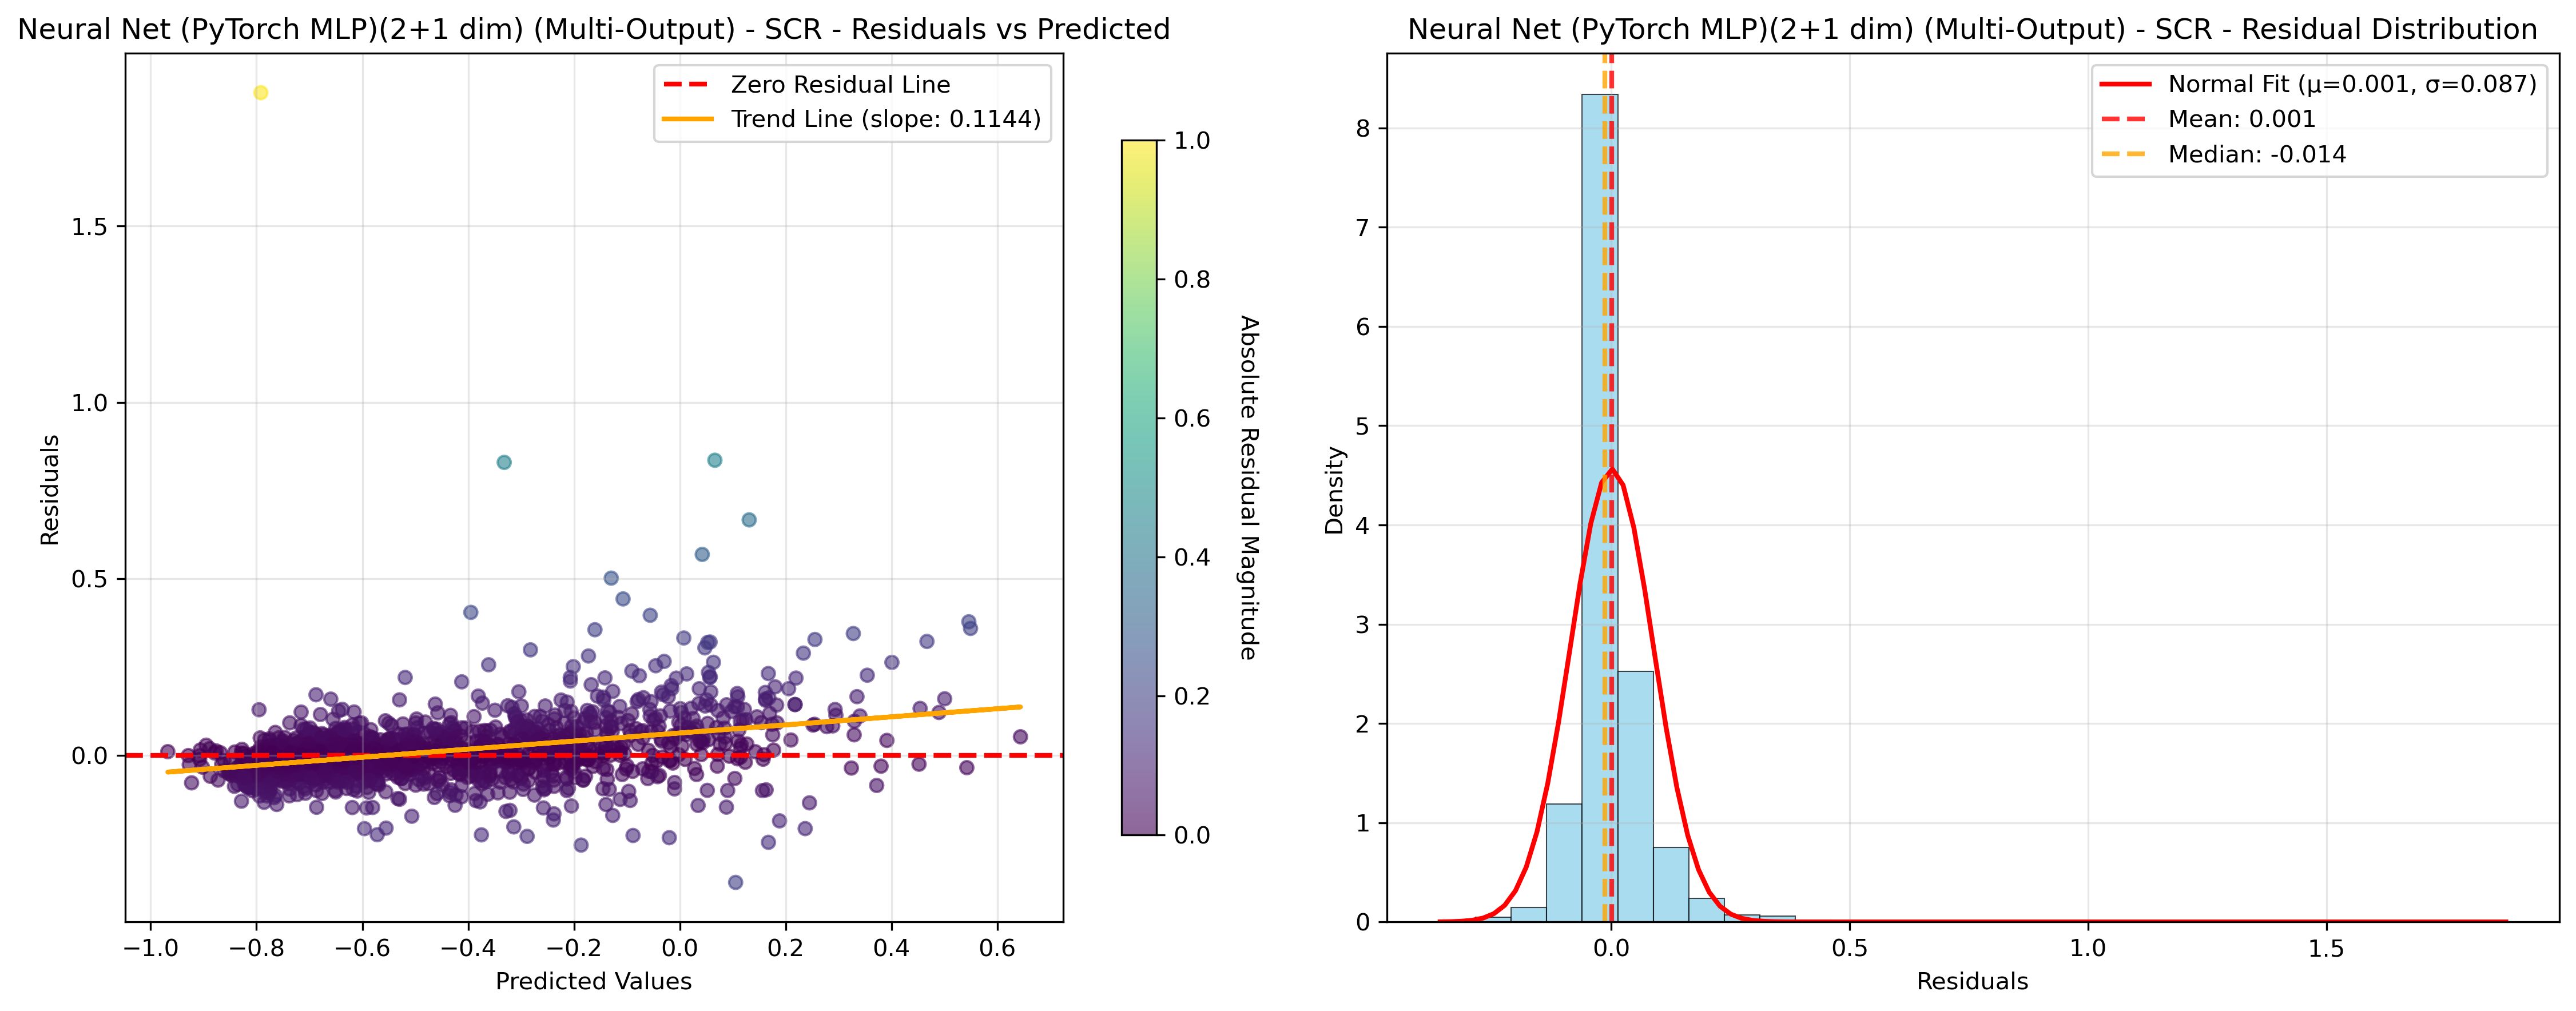 Neural Net (PyTorch MLP)(2+1 dim) (Multi-Output) - SCR - Residuals vs Predicted
Zero Residual Line
Trend Line (slope: 0.1144)
Residuals
1.5
1.0
0.5
0.0
−1.0 −0.8 −0.6 −0.4 −0.2 0.0 0.2 0.4 0.6
Predicted Values
1.0
0.8
0.6
0.4
0.2
0.0
Absolute Residual Magnitude
Neural Net (PyTorch MLP)(2+1 dim) (Multi-Output) - SCR - Residual Distribution
Normal Fit (μ=0.001, σ=0.087)
Mean: 0.001
Median: -0.014
Density
8
7
6
5
4
3
2
1
0
0.0 0.5 1.0 1.5
Residuals